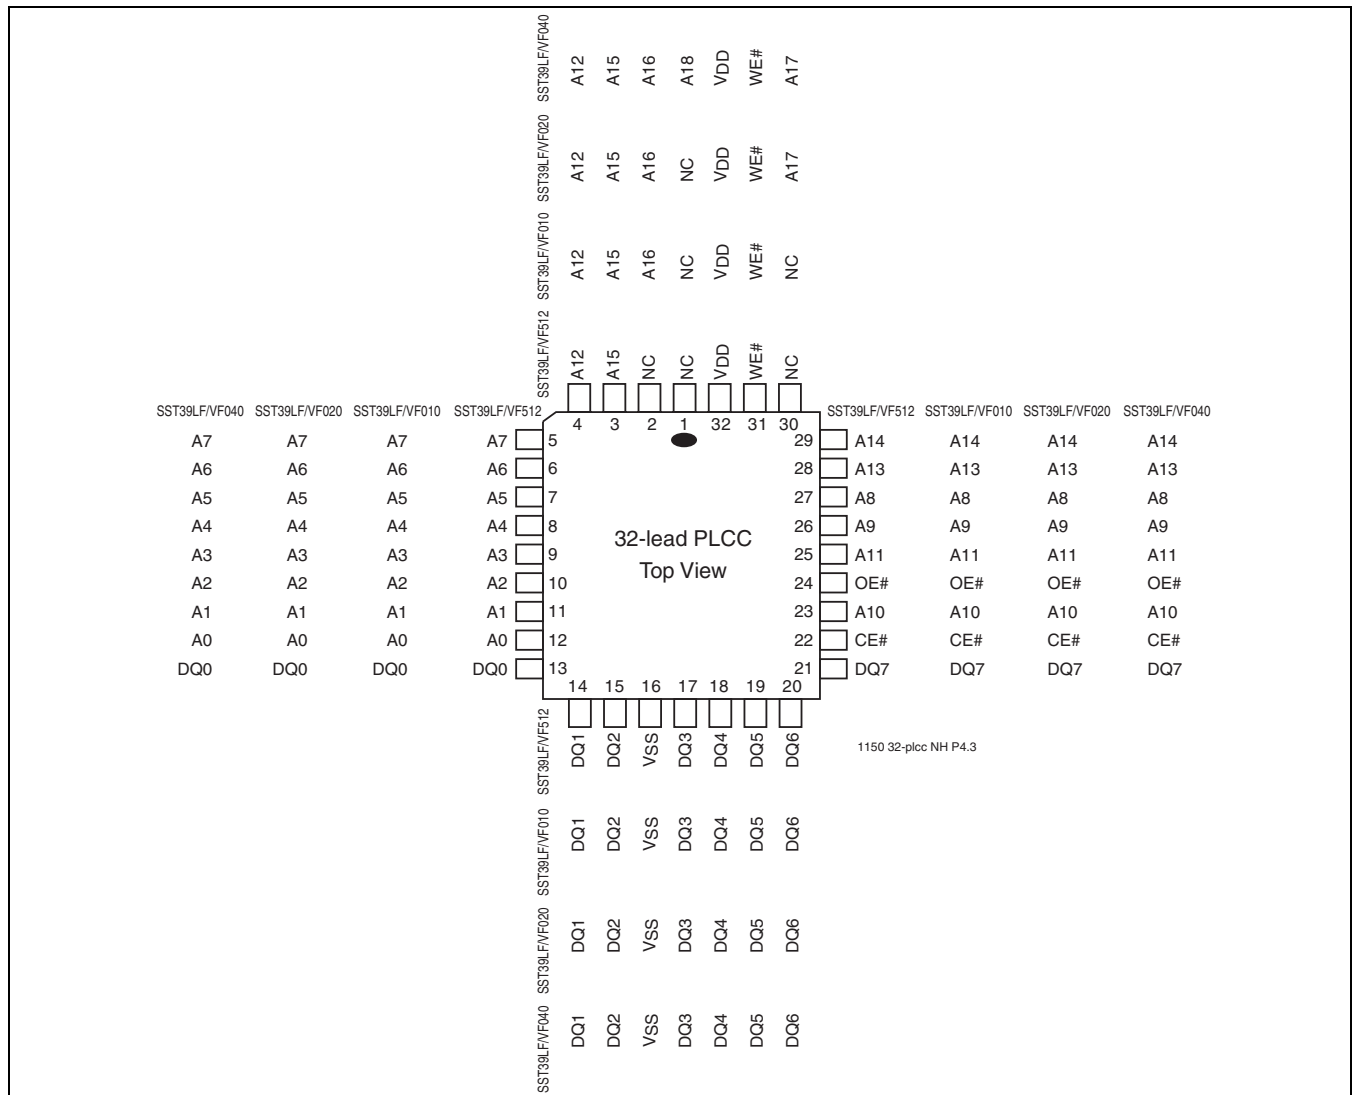 SST39LF/VF040 A12 A15 A16 A18 VDD WE# A17
SST39LF/VF020 A12 A15 A16 NC VDD WE# A17
SST39LF/VF010 A12 A15 A16 NC VDD WE# NC
SST39LF/VF512 A12 A15 NC NC VDD WE# NC
4 3 2 1 32 31 30
SST39LF/VF040 SST39LF/VF020 SST39LF/VF010 SST39LF/VF512 SST39LF/VF512 SST39LF/VF010 SST39LF/VF020 SST39LF/VF040
A7 A7 A7 A7 5 29 A14 A14 A14 A14
A6 A6 A6 A6 6 28 A13 A13 A13 A13
A5 A5 A5 A5 7 27 A8 A8 A8 A8
A4 A4 A4 A4 8 26 A9 A9 A9 A9
32-lead PLCC
A3 A3 A3 A3 9 25 A11 A11 A11 A11
Top View
A2 A2 A2 A2 10 24 OE# OE# OE# OE#
A1 A1 A1 A1 11 23 A10 A10 A10 A10
A0 A0 A0 A0 12 22 CE# CE# CE# CE#
DQ0 DQ0 DQ0 DQ0 13 21 DQ7 DQ7 DQ7 DQ7
14 15 16 17 18 19 20
SST39LF/VF512 DQ1 DQ2 VSS DQ3 DQ4 DQ5 DQ6
1150 32-plcc NH P4.3
SST39LF/VF010 DQ1 DQ2 VSS DQ3 DQ4 DQ5 DQ6
SST39LF/VF020 DQ1 DQ2 VSS DQ3 DQ4 DQ5 DQ6
SST39LF/VF040 DQ1 DQ2 VSS DQ3 DQ4 DQ5 DQ6